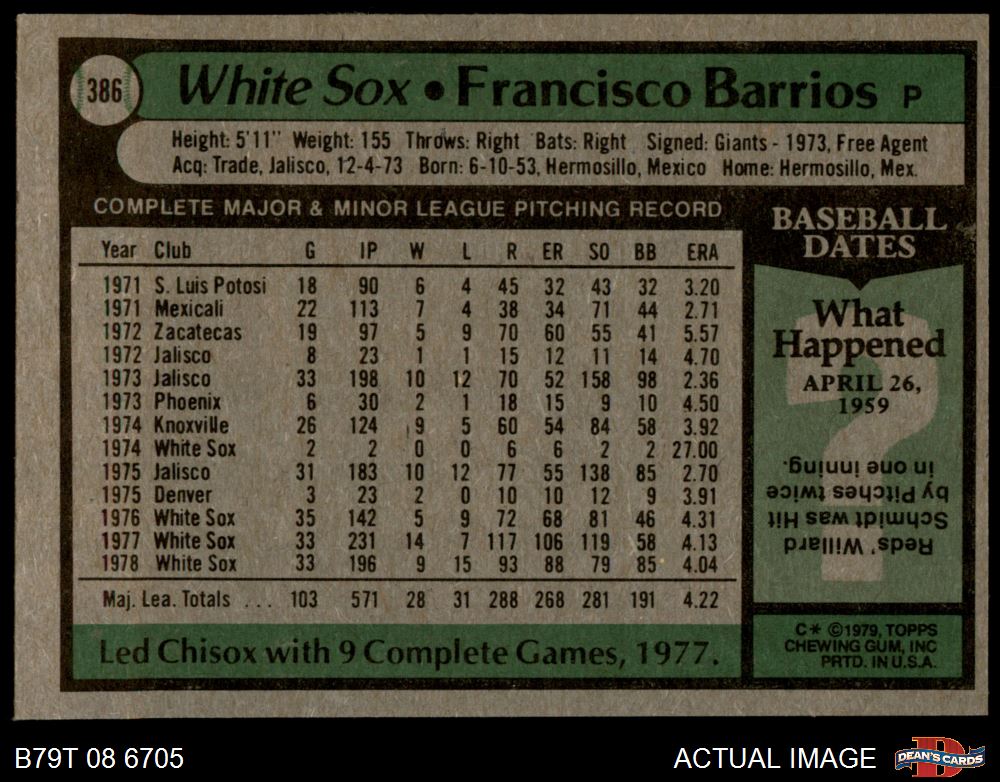 386
White Sox • Francisco Barrios P
Height: 5'11" Weight: 155 Throws: Right Bats: Right Signed: Giants - 1973, Free Agent
Acq: Trade, Jalisco, 12-4-73 Born: 6-10-53, Hermosillo, Mexico Home: Hermosillo, Mex.
COMPLETE MAJOR & MINOR LEAGUE PITCHING RECORD
Year Club G IP W L R ER SO BB ERA
1971 S. Luis Potosi 18 90 6 4 45 32 43 32 3.20
1971 Mexicali 22 113 7 4 38 34 71 44 2.71
1972 Zacatecas 19 97 5 9 70 60 55 41 5.57
1972 Jalisco 8 23 1 1 15 12 11 14 4.70
1973 Jalisco 33 198 10 12 70 52 158 98 2.36
1973 Phoenix 6 30 2 1 18 15 9 10 4.50
1974 Knoxville 26 124 9 5 60 54 84 58 3.92
1974 White Sox 2 2 0 0 6 6 2 2 27.00
1975 Jalisco 31 183 10 12 77 55 138 85 2.70
1975 Denver 3 23 2 0 10 10 12 9 3.91
1976 White Sox 35 142 5 9 72 68 81 46 4.31
1977 White Sox 33 231 14 7 117 106 119 58 4.13
1978 White Sox 33 196 9 15 93 88 79 85 4.04
Maj. Lea. Totals ... 103 571 28 31 288 268 281 191 4.22
Led Chisox with 9 Complete Games, 1977.
BASEBALL
DATES
What
Happened
APRIL 26,
1959
Reds' Willard
Schmidt was Hit
by Pitches twice
in one inning.
C* ©1979, TOPPS
CHEWING GUM, INC
PRTD. IN U.S.A.
B79T 08 6705
ACTUAL IMAGE
D
DEAN'S CARDS